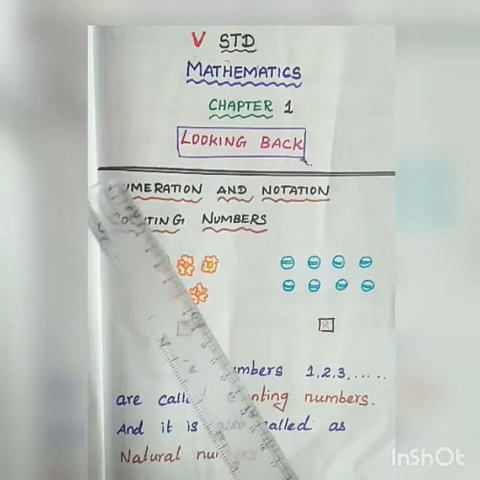 V STD
MATHEMATICS
CHAPTER 1
LOOKING BACK
AND NOTATION
NUMBERS
1,2,3,.....
are numbers.
And it is called as
Natural
InShOt